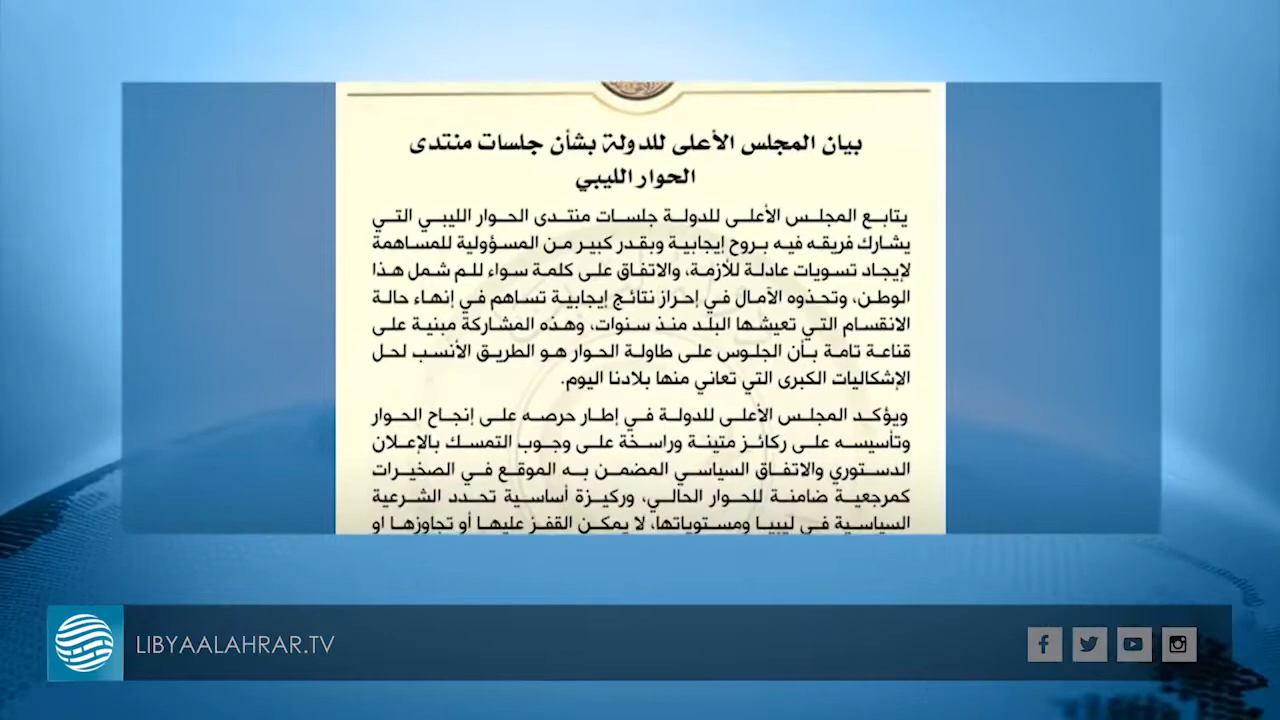 بيان المجلس الأعلى للدولة بشأن جلسات منتدى
الحوار الليبي
يتابع المجلس الأعلى للدولة جلسات منتدى الحوار الليبي التي
يشارك فريقه فيه بروح إيجابية وبقدر كبير من المسؤولية للمساهمة
لإيجاد تسويات عادلة للأزمة، والاتفاق على كلمة سواء للم شمل هذا
الوطن، وتحذوه الآمال في إحراز نتائج إيجابية تساهم في إنهاء حالة
الانقسام التي تعيشها البلد منذ سنوات، وهذه المشاركة مبنية على
قناعة تامة بأن الجلوس على طاولة الحوار هو الطريق الأنسب لحل
الإشكاليات الكبرى التي تعاني منها بلادنا اليوم.
ويؤكد المجلس الأعلى للدولة في إطار حرصه على إنجاح الحوار
وتأسيسه على ركائز متينة وراسخة على وجوب التمسك بالإعلان
الدستوري والاتفاق السياسي المضمن به الموقع في الصخيرات
كمرجعية ضامنة للحوار الحالي، وركيزة أساسية تحدد الشرعية
السياسية في ليبيا ومستوياتها، لا يمكن القفز عليها أو تجاوزها او
LIBYAALAHRAR.TV